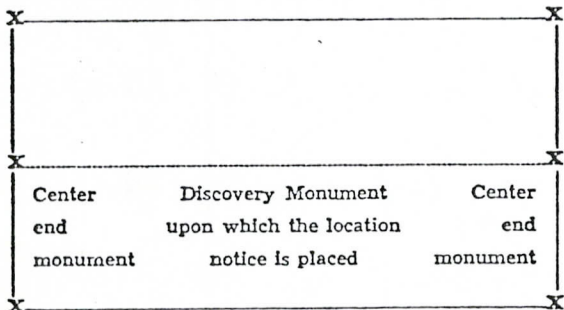 X X
X X
Center Discovery Monument Center
end upon which the location end
monument notice is placed monument
X X